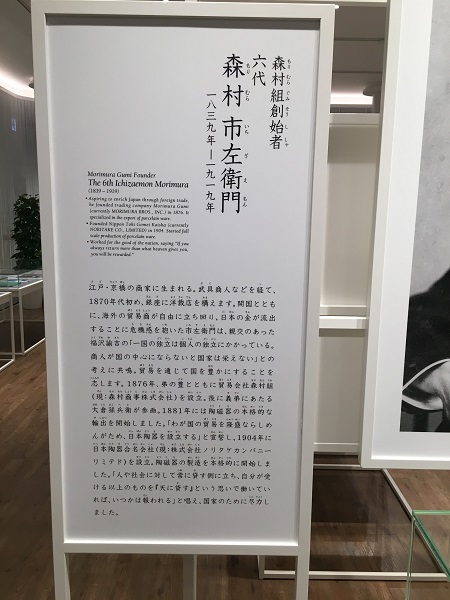 森村組創始者
六代
森村市左衛門
一八三九年―一九一九年
Morimura Gumi Founder
The 6th Ichizaemon Morimura
(1839 – 1919)
• Aspiring to enrich Japan through foreign trade,
he founded trading company Morimura Gumi
(currently MORIMURA BROS., INC.) in 1876. It
specialized in the export of porcelain ware.
• Founded Nippon Toki Gomei Kaisha (currently
NORITAKE CO., LIMITED) in 1904. Started full
scale production of porcelain ware.
• Worked for the good of the nation, saying "If you
always return more than what heaven gives you,
you will be rewarded."
江戸・京橋の商家に生まれる。武具商人などを経て、
1870年代初め、銀座に洋裁店を構えます。開国ととも
に、海外の貿易商が自由に立ち回り、日本の金が流出
することに危機感を抱いた市左衛門は、親交のあった
福沢諭吉の「一国の独立は個人の独立にかかっている。
商人が国の中心にならないと国家は栄えない」との
考えに共鳴。貿易を通じて国を豊かにすることを
志します。1876年、弟の豊とともに貿易会社森村組
(現:森村商事株式会社)を設立。後に義弟にあたる
大倉孫兵衛が参画。1881年には陶磁器の本格的な
輸出を開始しました。「わが国の貿易を隆盛ならしめ
んがため、日本陶器を設立する」と宣誓し、1904年に
日本陶器合名会社(現:株式会社ノリタケカンパニー
リミテド)を設立。陶磁器の製造を本格的に開始しま
した。「人や社会に対して常に貸す側に立ち、自分が受
ける以上のものを『天に貸す』という思いで働いてい
れば、いつかは報われる」と唱え、国家のために尽力し
ました。